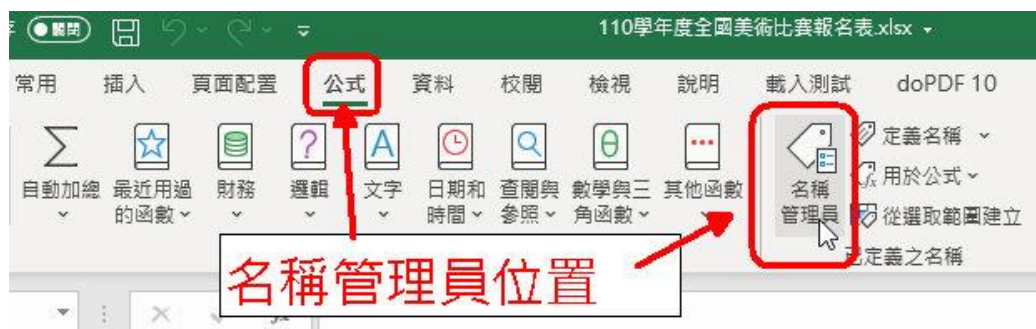 關閉
110學年度全國美術比賽報名表.xlsx
常用 插入 頁面配置 公式 資料 校閱 檢視 說明 載入測試 doPDF 10
自動加總 最近用過的函數 財務 邏輯 文字 日期和時間 查閱與參照 數學與三角函數 其他函數
名稱管理員
定義名稱
用於公式
從選取範圍建立
已定義之名稱
名稱管理員位置